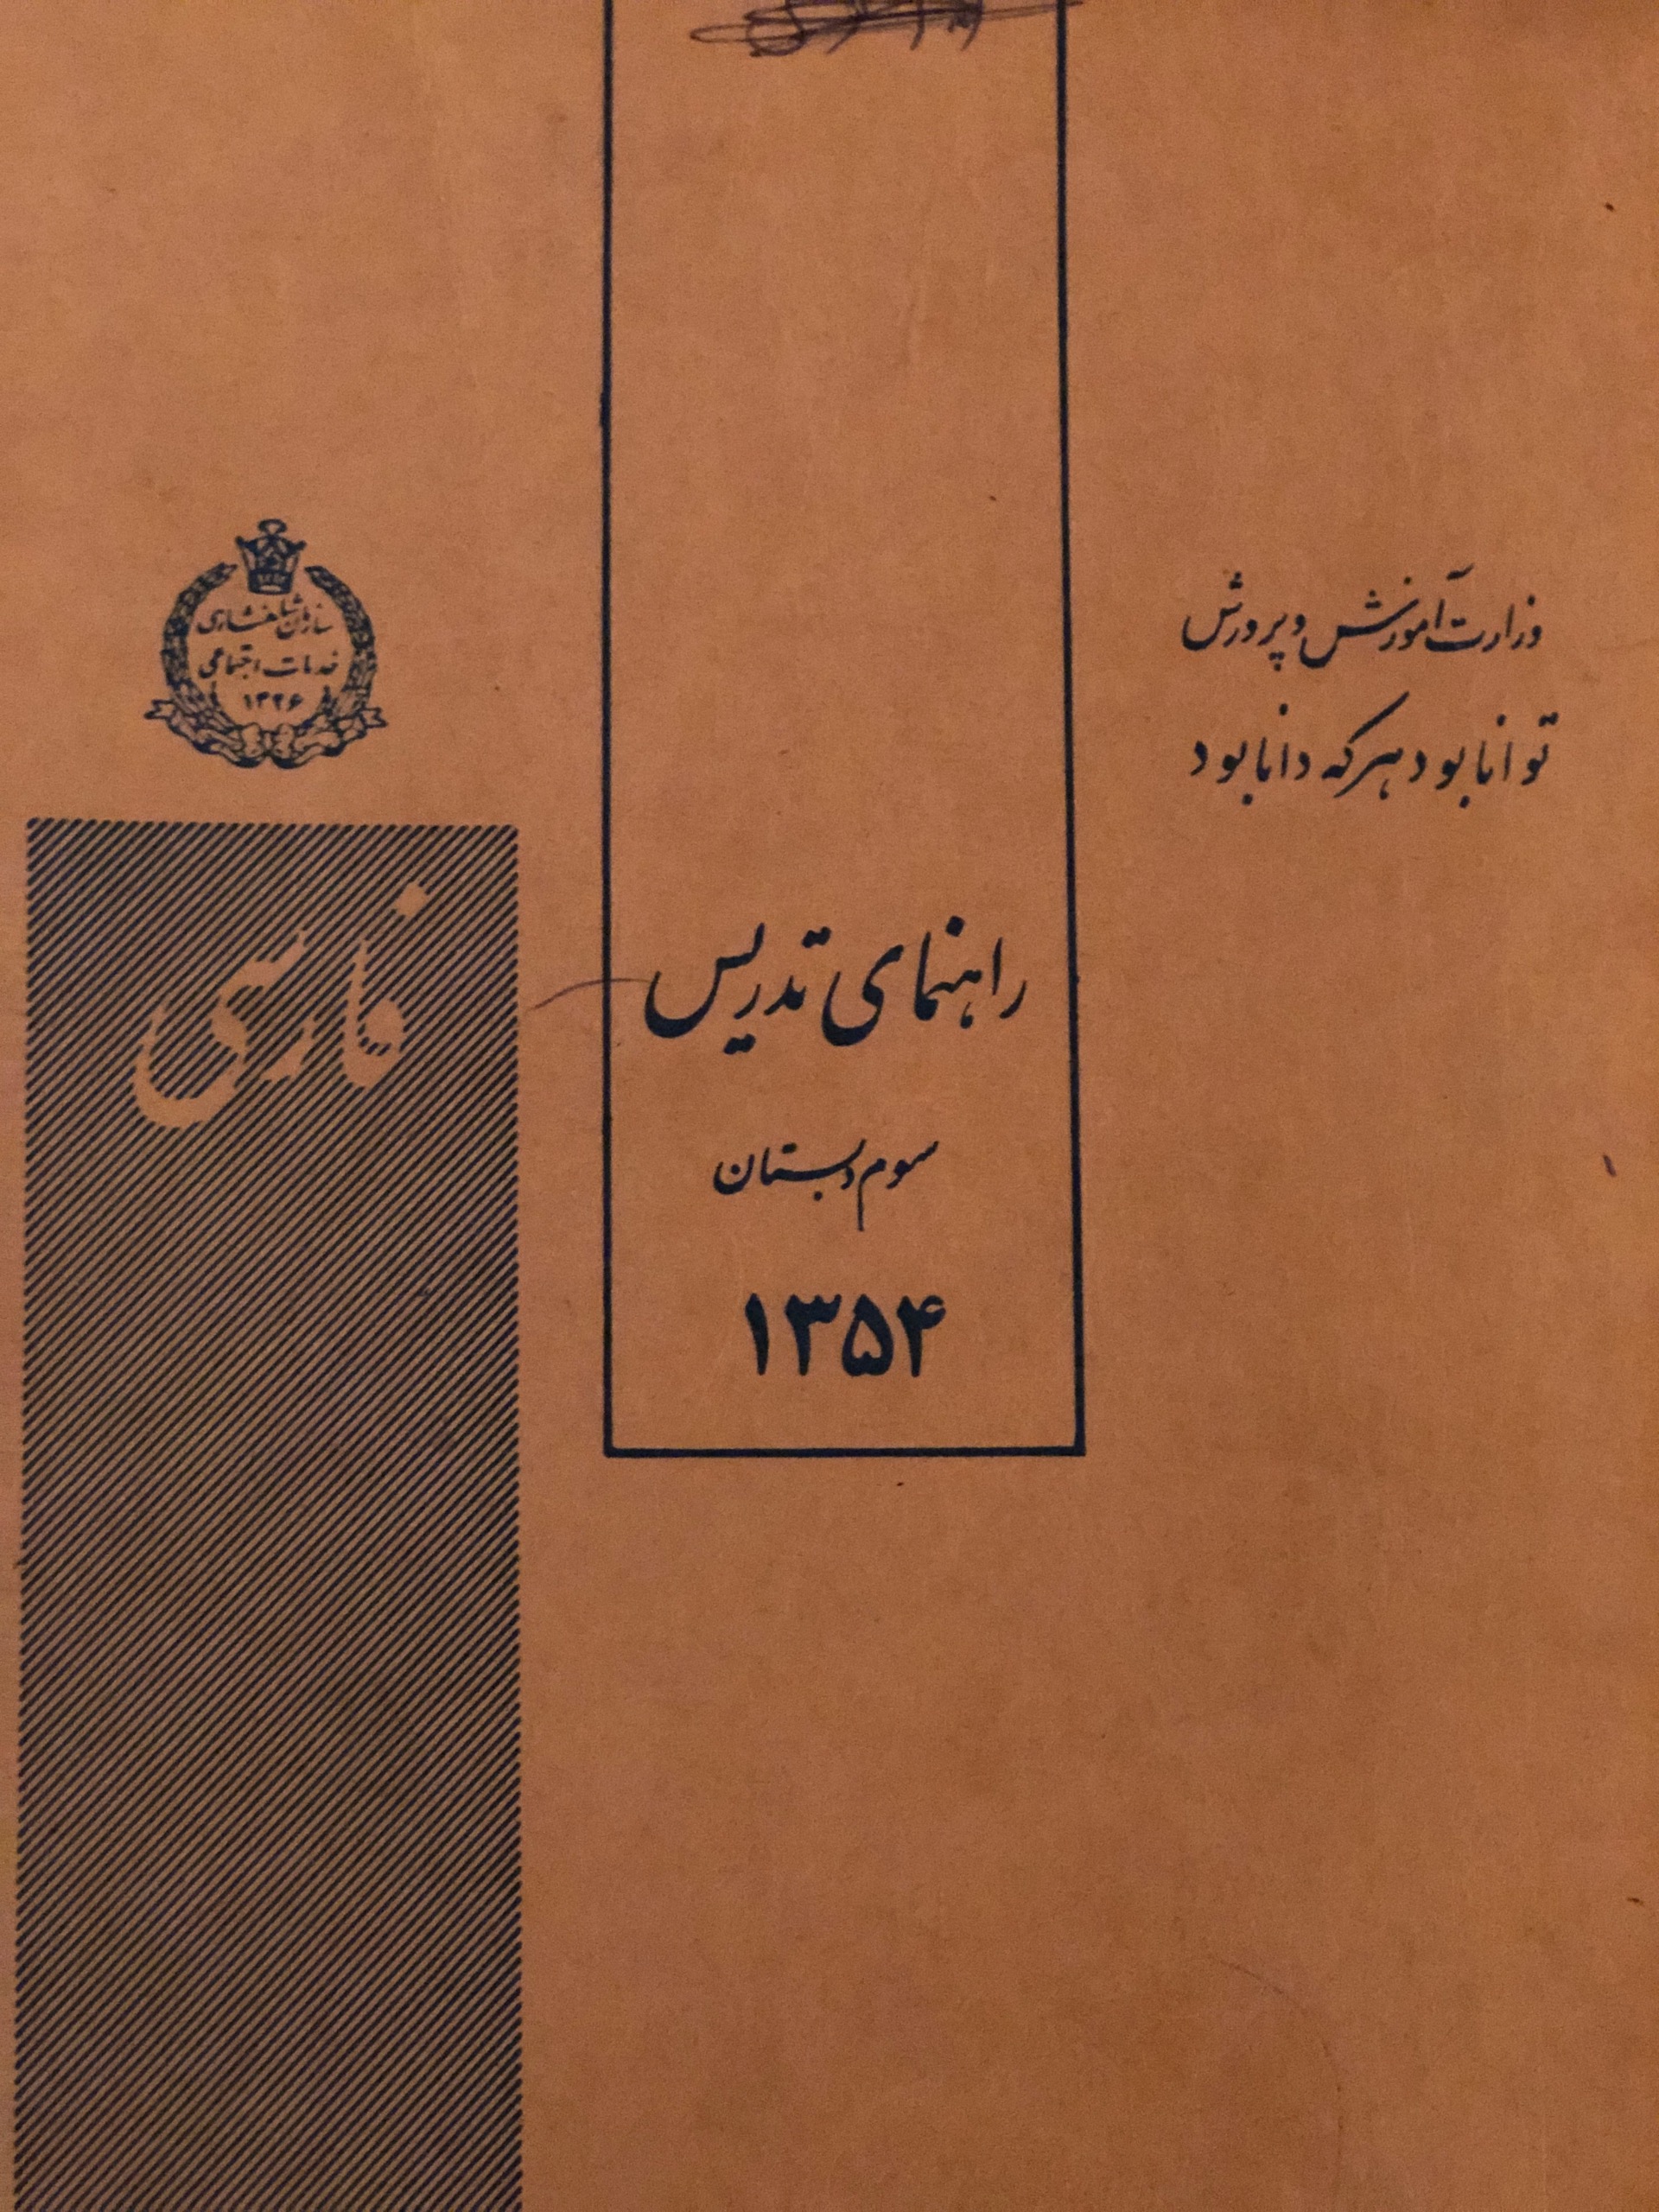 وزارت آموزش و پرورش
توانا بود هر که دانا بود
سازمان شاهنشاهی
خدمات اجتماعی
۱۳۲۶
راهنمای تدریس
سوم دبستان
۱۳۵۴
فارسی